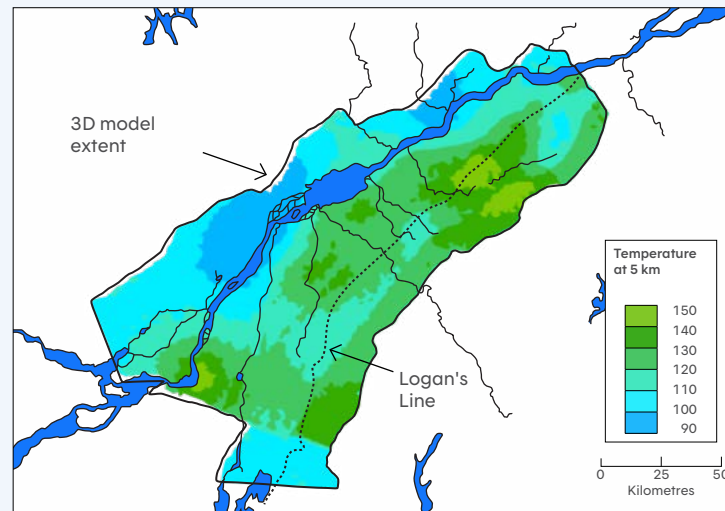 3D model
extent
Logan's
Line
Temperature
at 5 km
150
140
130
120
110
100
90
0 25 50
Kilometres